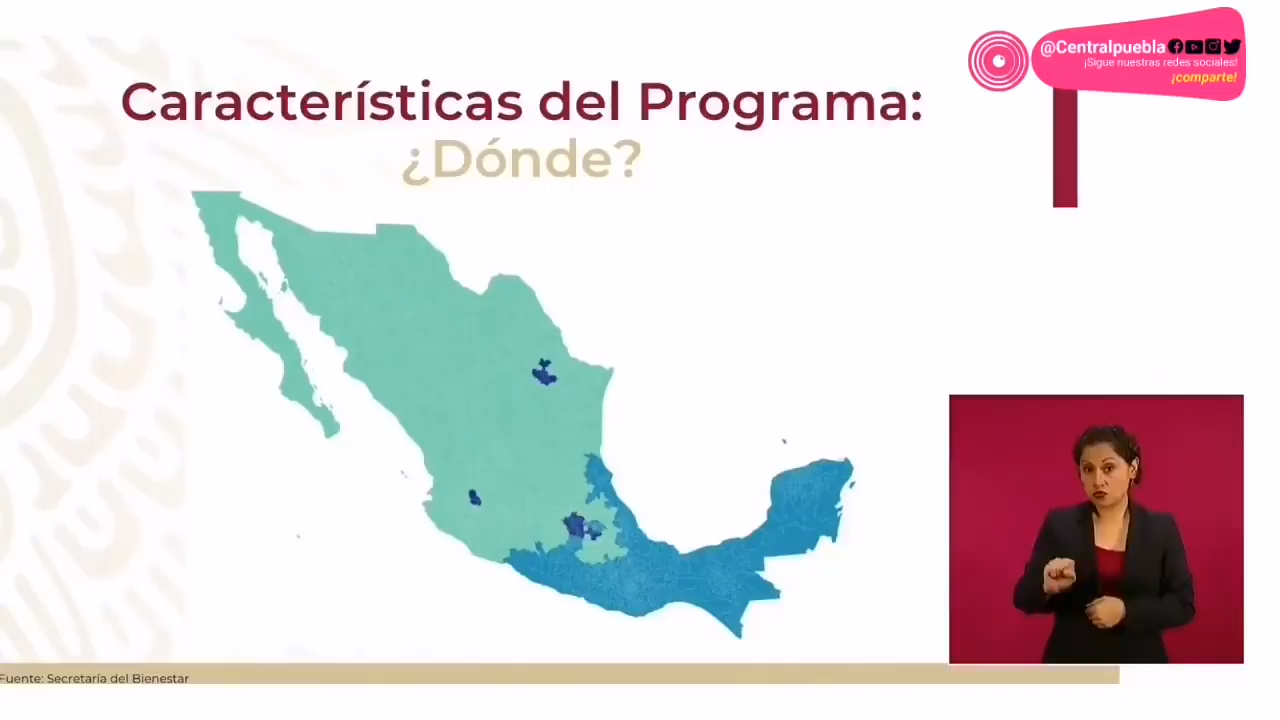 @Centralpuebla
¡Sigue nuestras redes sociales!
¡comparte!
Características del Programa:
¿Dónde?
Fuente: Secretaría del Bienestar